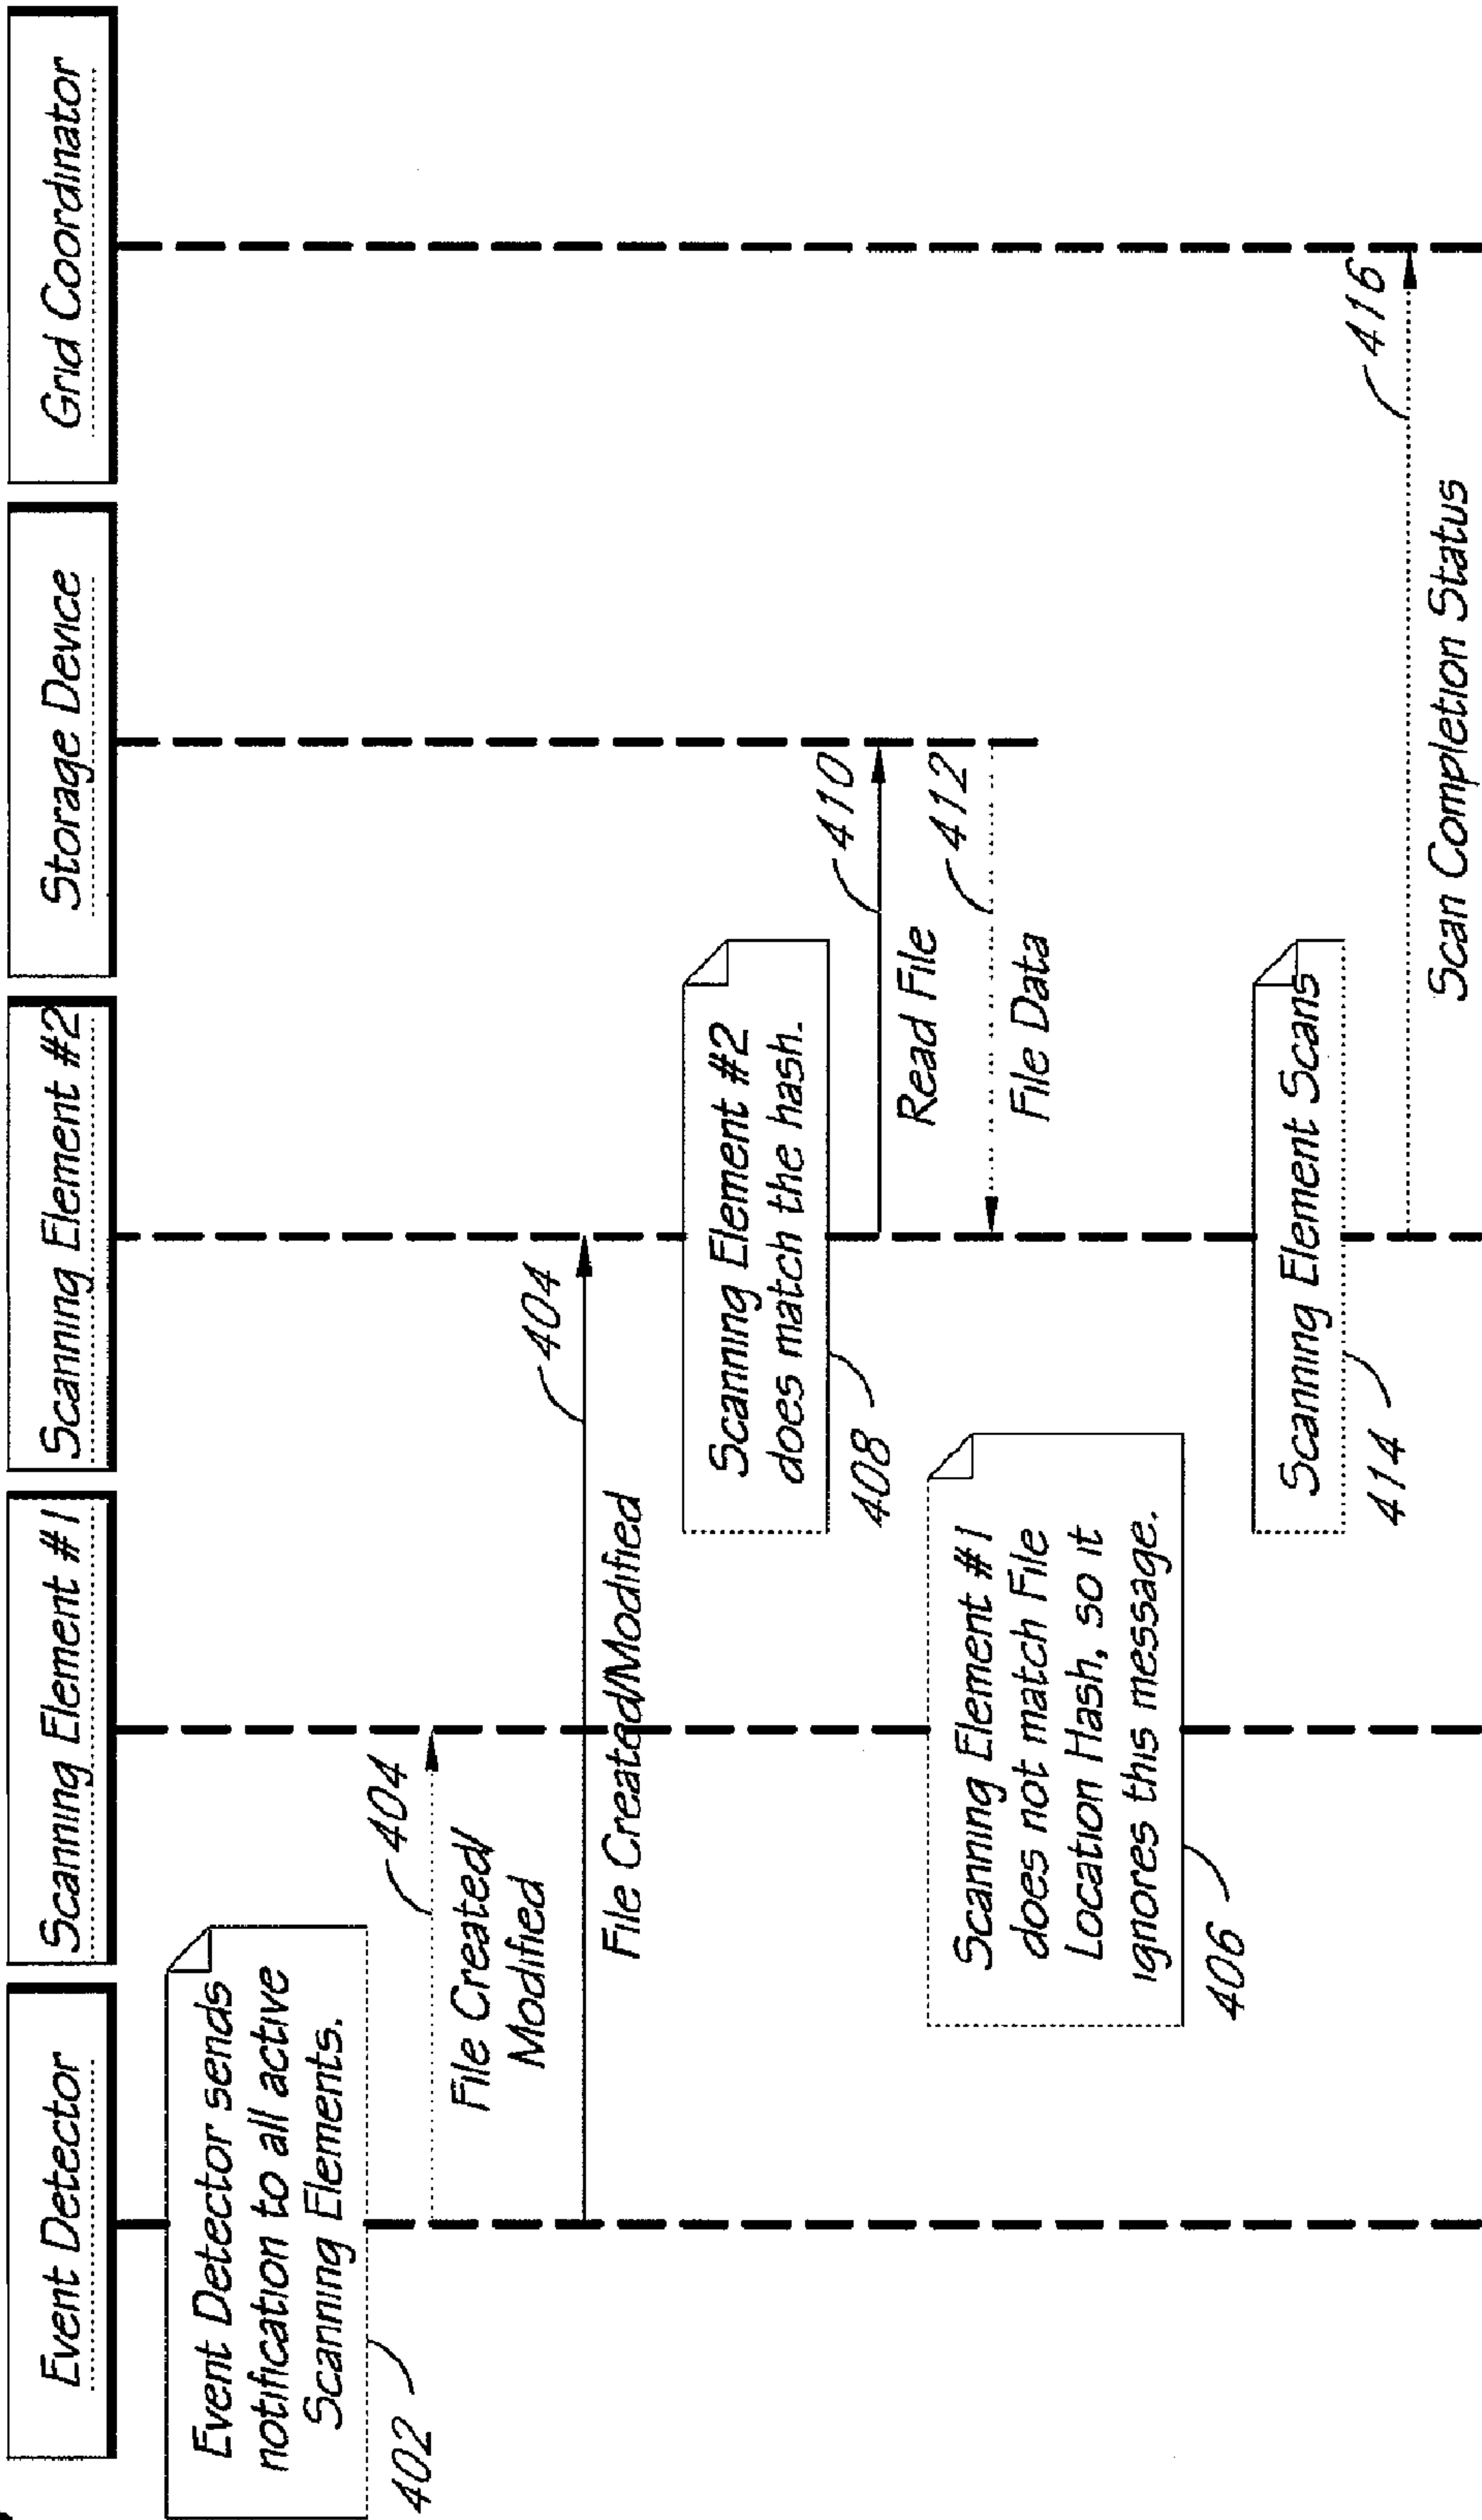 Event Detector
Scanning Element #1
Scanning Element #2
Storage Device
Grid Coordinator
Event Detector sends
notification to all active
Scanning Elements.
402
404
File Created/
Modified
404
File Created/Modified
Scanning Element #2
does match the hash.
408
410
Read File
412
File Data
Scanning Element #1
does not match File
Location Hash, so it
ignores this message.
406
Scanning Element Scans
414
416
Scan Completion Status